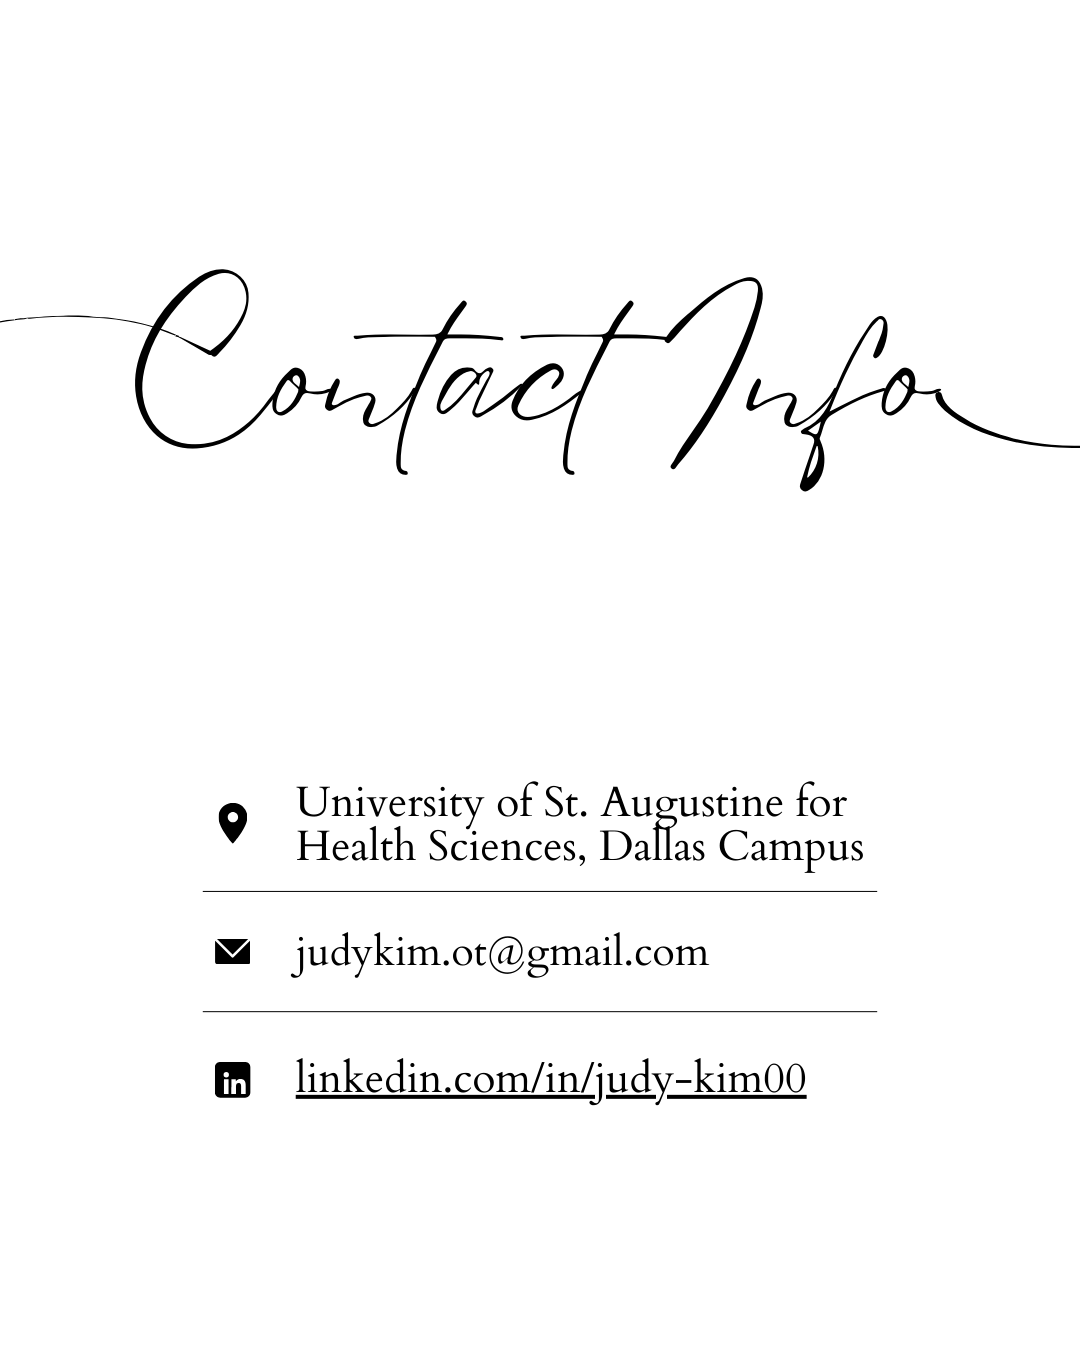 Contact Info
University of St. Augustine for
Health Sciences, Dallas Campus
judykim.ot@gmail.com
in
linkedin.com/in/judy-kim00